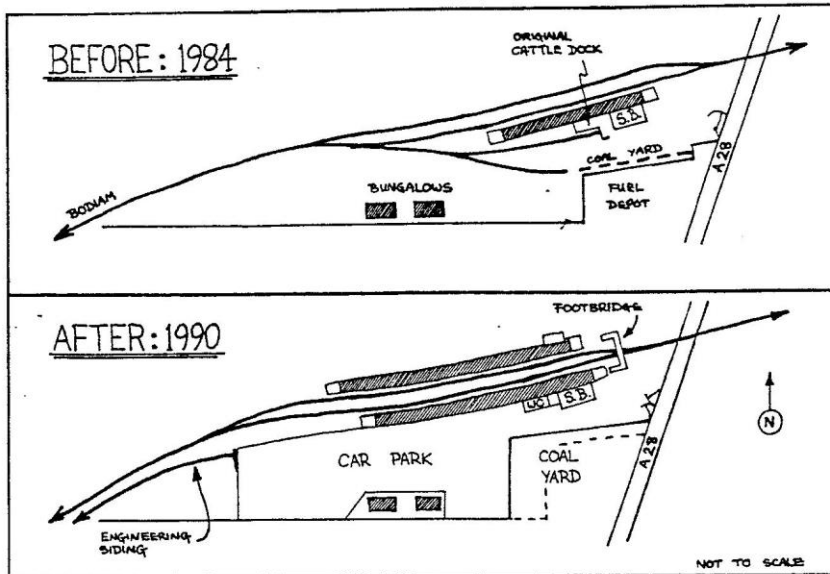 BEFORE: 1984
ORIGINAL
CATTLE DOCK
S.B.
COAL YARD
A28
BUNGALOWS
FUEL
DEPOT
BODIAM
AFTER: 1990
FOOTBRIDGE
WC
S.B.
N
CAR PARK
COAL
YARD
A28
ENGINEERING
SIDING
NOT TO SCALE